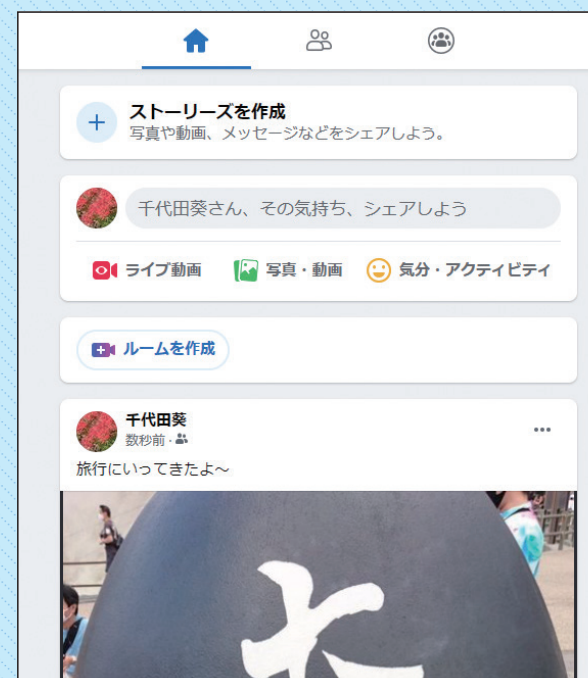 ストーリーズを作成
写真や動画、メッセージなどをシェアしよう。
千代田葵さん、その気持ち、シェアしよう
ライブ動画 写真・動画 気分・アクティビティ
ルームを作成
千代田葵
数秒前・
旅行にいってきたよ～
大